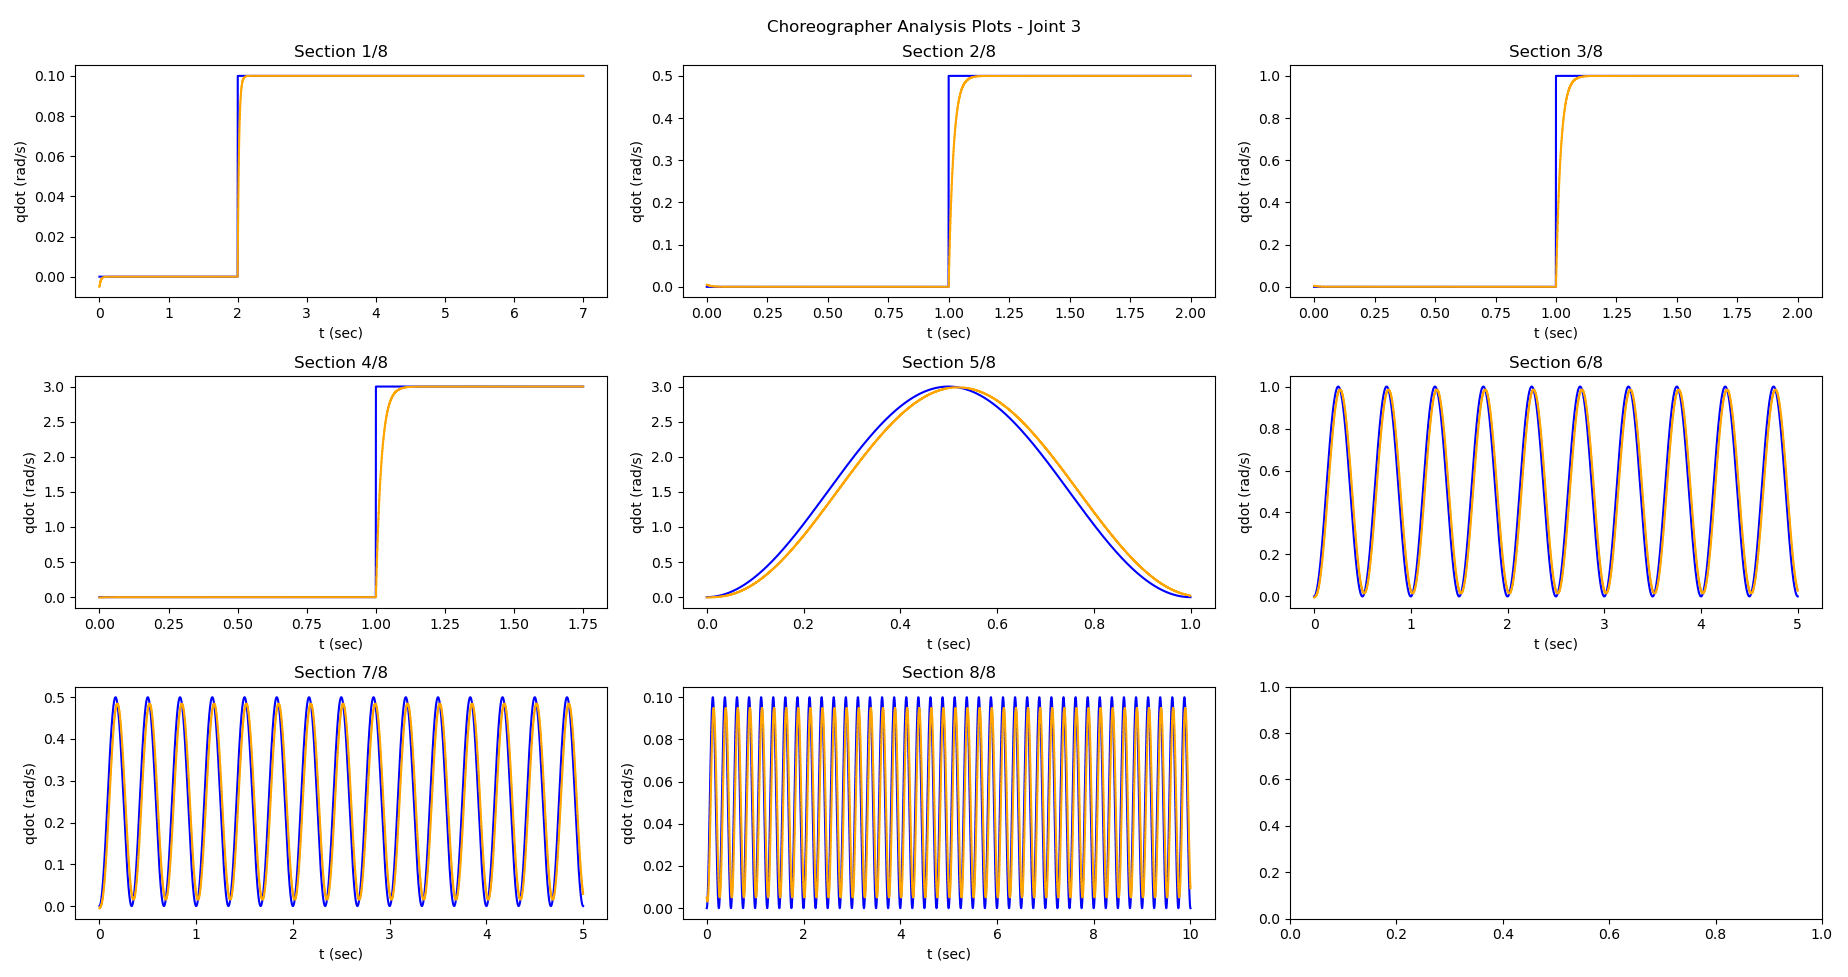 Choreographer Analysis Plots - Joint 3
Section 1/8
qdot (rad/s)
0.10
0.08
0.06
0.04
0.02
0.00
0 1 2 3 4 5 6 7
t (sec)
Section 2/8
qdot (rad/s)
0.5
0.4
0.3
0.2
0.1
0.0
0.00 0.25 0.50 0.75 1.00 1.25 1.50 1.75 2.00
t (sec)
Section 3/8
qdot (rad/s)
1.0
0.8
0.6
0.4
0.2
0.0
0.00 0.25 0.50 0.75 1.00 1.25 1.50 1.75 2.00
t (sec)
Section 4/8
qdot (rad/s)
3.0
2.5
2.0
1.5
1.0
0.5
0.0
0.00 0.25 0.50 0.75 1.00 1.25 1.50 1.75
t (sec)
Section 5/8
qdot (rad/s)
3.0
2.5
2.0
1.5
1.0
0.5
0.0
0.0 0.2 0.4 0.6 0.8 1.0
t (sec)
Section 6/8
qdot (rad/s)
1.0
0.8
0.6
0.4
0.2
0.0
0 1 2 3 4 5
t (sec)
Section 7/8
qdot (rad/s)
0.5
0.4
0.3
0.2
0.1
0.0
0 1 2 3 4 5
t (sec)
Section 8/8
qdot (rad/s)
0.10
0.08
0.06
0.04
0.02
0.00
0 2 4 6 8 10
t (sec)
1.0
0.8
0.6
0.4
0.2
0.0
0.0 0.2 0.4 0.6 0.8 1.0